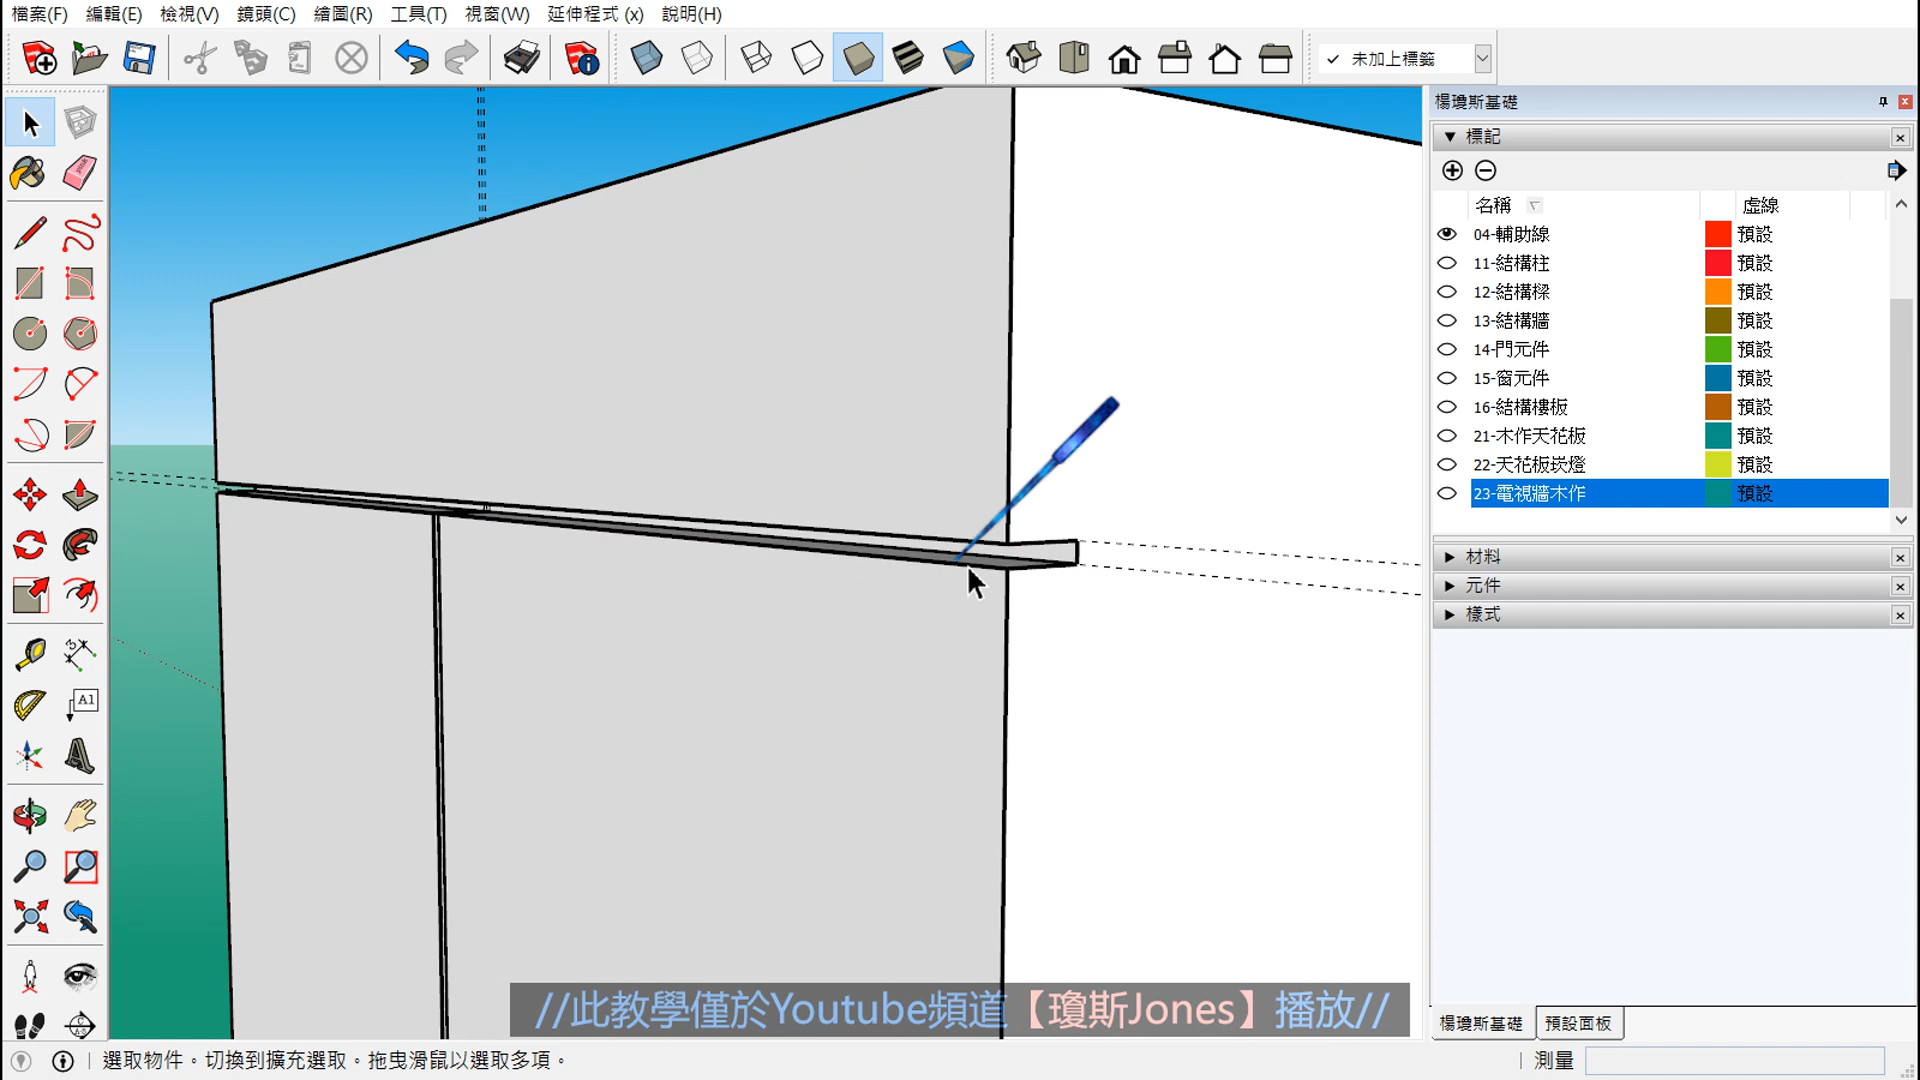 檔案(F) 編輯(E) 檢視(V) 鏡頭(C) 繪圖(R) 工具(T) 視窗(W) 延伸程式 (x) 說明(H)
未加上標籤
楊瓊斯基礎
標記
名稱 虛線
04-輔助線 預設
11-結構柱 預設
12-結構樑 預設
13-結構牆 預設
14-門元件 預設
15-窗元件 預設
16-結構樓板 預設
21-木作天花板 預設
22-天花板崁燈 預設
23-電視牆木作 預設
材料
元件
樣式
A1
//此教學僅於Youtube頻道【瓊斯Jones】播放//
楊瓊斯基礎 預設面板
選取物件。切換到擴充選取。拖曳滑鼠以選取多項。 測量